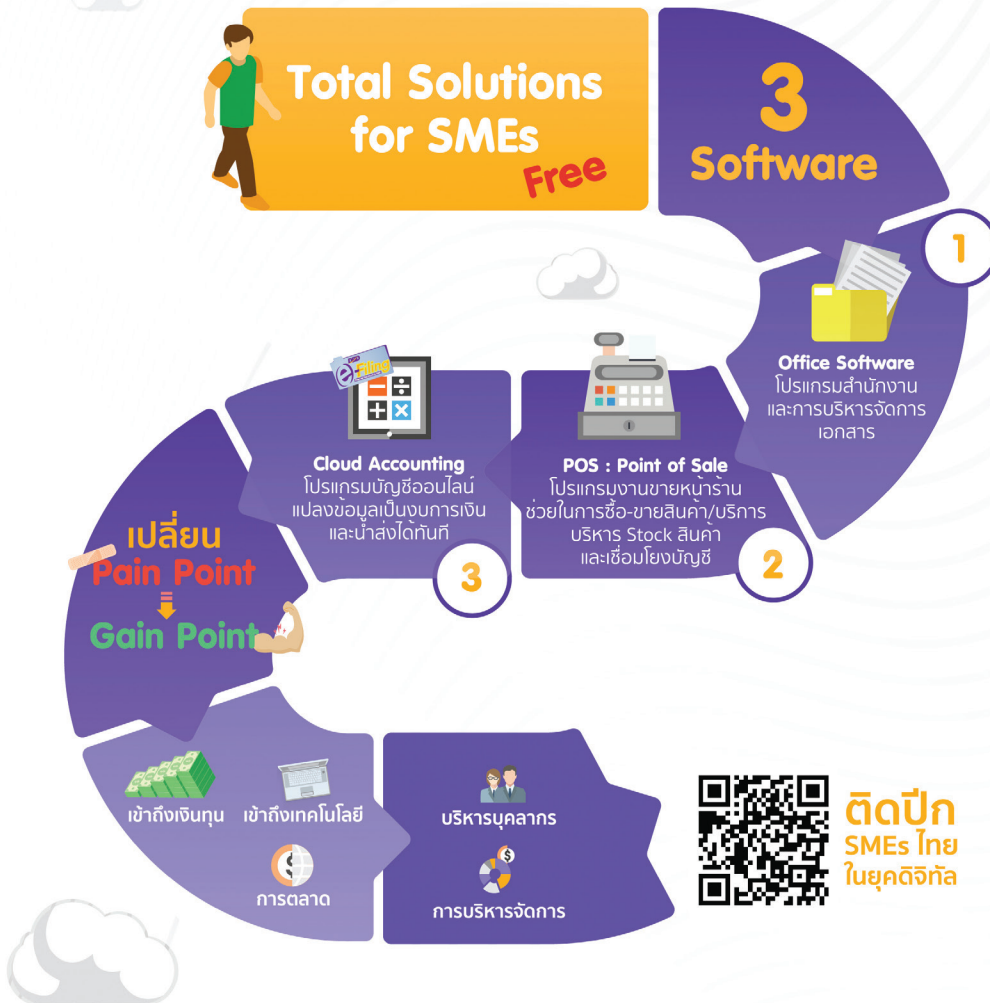 Total Solutions
for SMEs
Free
3
Software
1
Office Software
โปรแกรมสำนักงาน
และการบริหารจัดการ
เอกสาร
POS : Point of Sale
โปรแกรมงานขายหน้าร้าน
ช่วยในการซื้อ-ขายสินค้า/บริการ
บริหาร Stock สินค้า
และเชื่อมโยงบัญชี
2
e-Filing
Cloud Accounting
โปรแกรมบัญชีออนไลน์
แปลงข้อมูลเป็นงบการเงิน
และนำส่งได้ทันที
3
เปลี่ยน
Pain Point
Gain Point
เข้าถึงเงินทุน
เข้าถึงเทคโนโลยี
การตลาด
บริหารบุคลากร
การบริหารจัดการ
ติดปีก
SMEs ไทย
ในยุคดิจิทัล